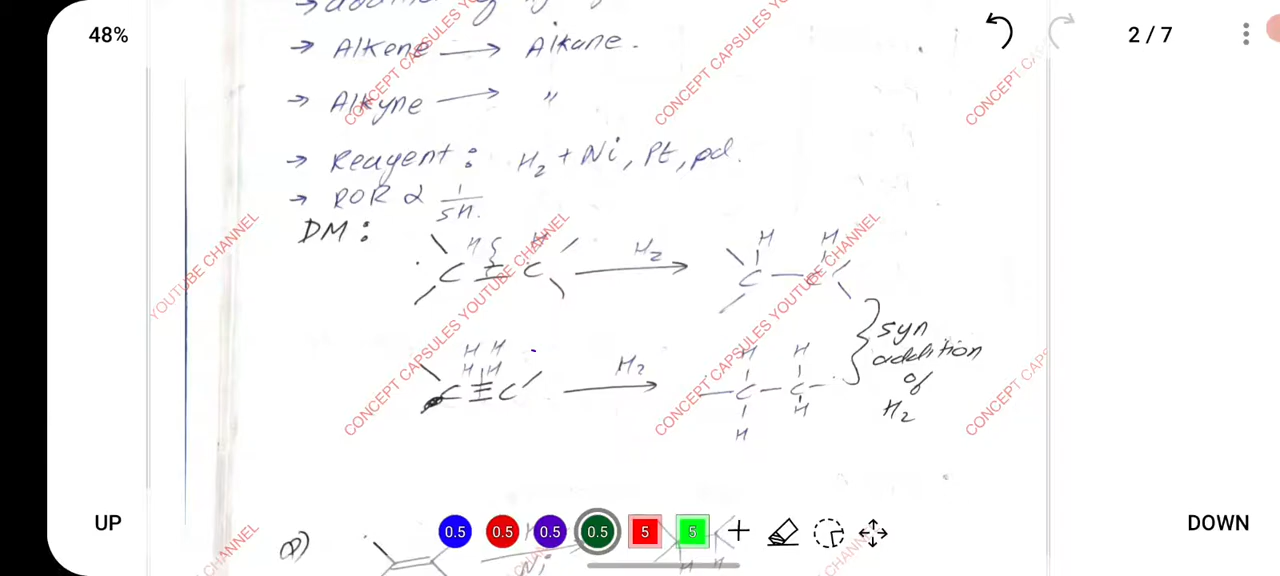 48%
2 / 7
→ Alkene → Alkane.
→ Alkyne → "
→ Reagent : H2 + Ni, Pt, pd.
→ ROR ∝ 1/SH.
DM :
H H H2 H H
C = C → C — C
syn addition of H2
H H H2 H H
H H
C ≡ C → — C — C —
H H
Q)
Ni
H H
UP
DOWN
0.5 0.5 0.5 0.5 5 5
CONCEPT CAPSULES YOUTUBE CHANNEL